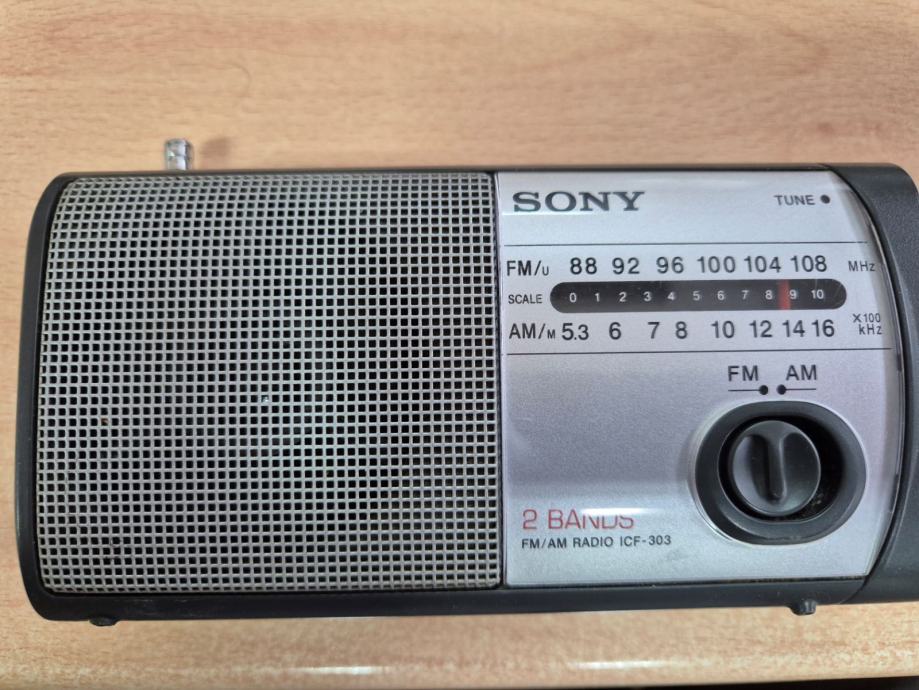 SONY
TUNE
FM/U 88 92 96 100 104 108 MHz
SCALE 0 1 2 3 4 5 6 7 8 9 10
AM/M 5.3 6 7 8 10 12 14 16 X100 kHz
FM AM
2 BANDS
FM/AM RADIO ICF-303